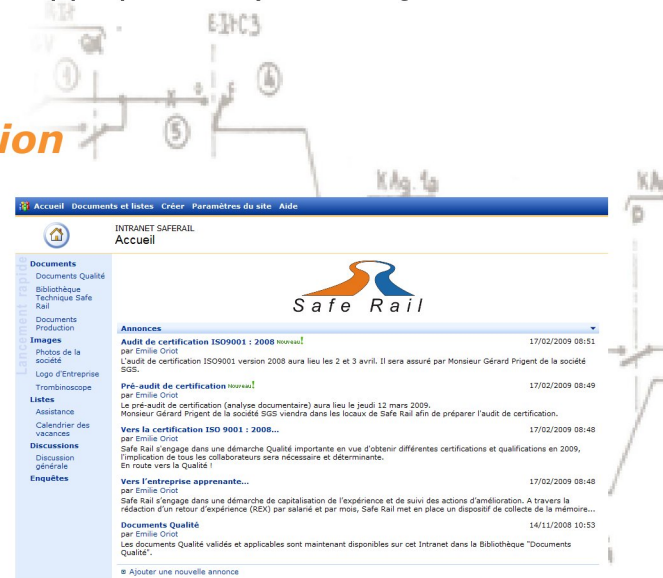 EItC3
4
5
ion
KAg. 1a
KA
D
Accueil Documents et listes Créer Paramètres du site Aide
INTRANET SAFERAIL
Accueil
Lancement rapide
Documents
Documents Qualité
Bibliothèque
Technique Safe
Rail
Documents
Production
Images
Photos de la
société
Logo d'Entreprise
Trombinoscope
Listes
Assistance
Calendrier des
vacances
Discussions
Discussion
générale
Enquêtes
Safe Rail
Annonces
Audit de certification ISO9001 : 2008 Nouveau! 17/02/2009 08:51
par Emilie Oriot
L'audit de certification ISO9001 version 2008 aura lieu les 2 et 3 avril. Il sera assuré par Monsieur Gérard Prigent de la société
SGS.
Pré-audit de certification Nouveau! 17/02/2009 08:49
par Emilie Oriot
Le pré-audit de certification (analyse documentaire) aura lieu le jeudi 12 mars 2009.
Monsieur Gérard Prigent de la société SGS viendra dans les locaux de Safe Rail afin de préparer l'audit de certification.
Vers la certification ISO 9001 : 2008... 17/02/2009 08:48
par Emilie Oriot
Safe Rail s'engage dans une démarche Qualité importante en vue d'obtenir différentes certifications et qualifications en 2009,
l'implication de tous les collaborateurs sera nécessaire et déterminante.
En route vers la Qualité !
Vers l'entreprise apprenante... 17/02/2009 08:48
par Emilie Oriot
Safe Rail s'engage dans une démarche de capitalisation de l'expérience et de suivi des actions d'amélioration. A travers la
rédaction d'un retour d'expérience (REX) par salarié et par mois, Safe Rail met en place un dispositif de collecte de la mémoire...
Documents Qualité 14/11/2008 10:53
par Emilie Oriot
Les documents Qualité validés et applicables sont maintenant disponibles sur cet Intranet dans la Bibliothèque "Documents
Qualité".
Ajouter une nouvelle annonce